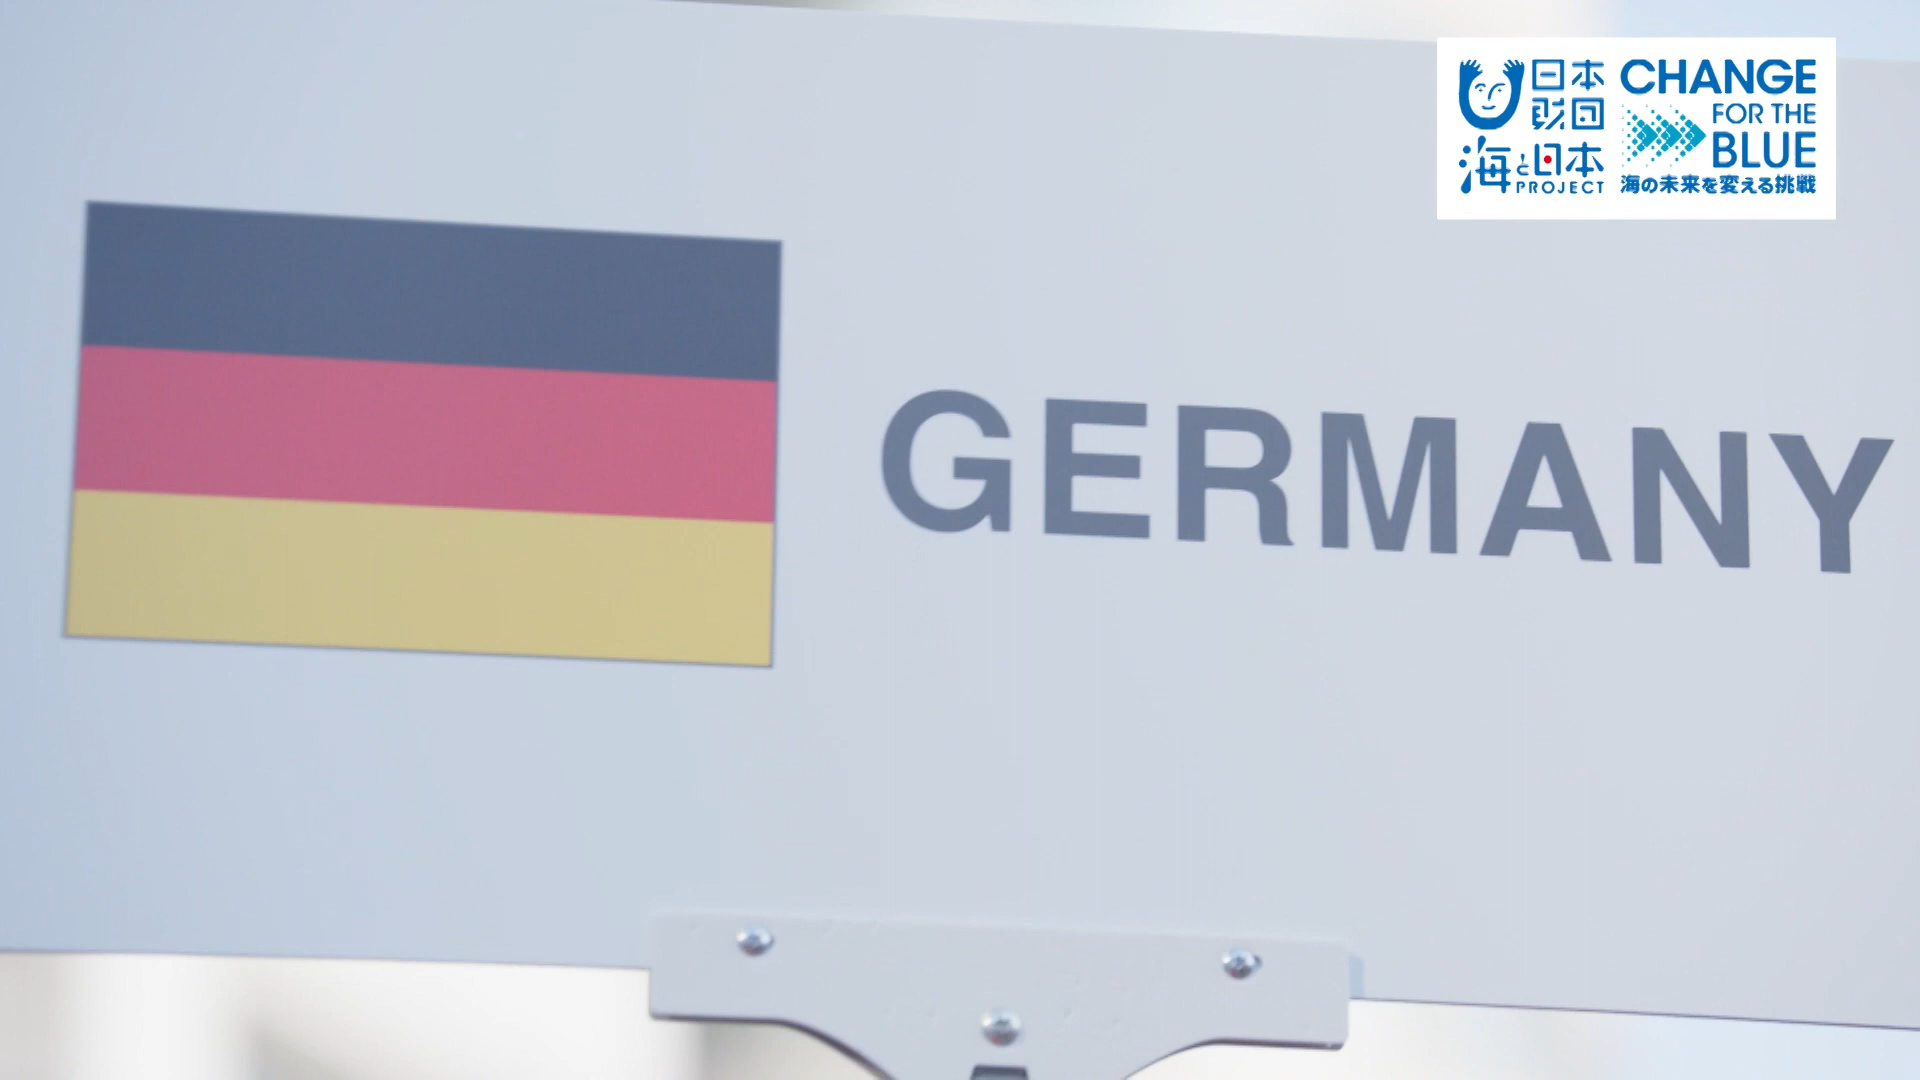 日本
財団
海と日本
PROJECT
CHANGE
FOR THE
BLUE
海の未来を変える挑戦
GERMANY